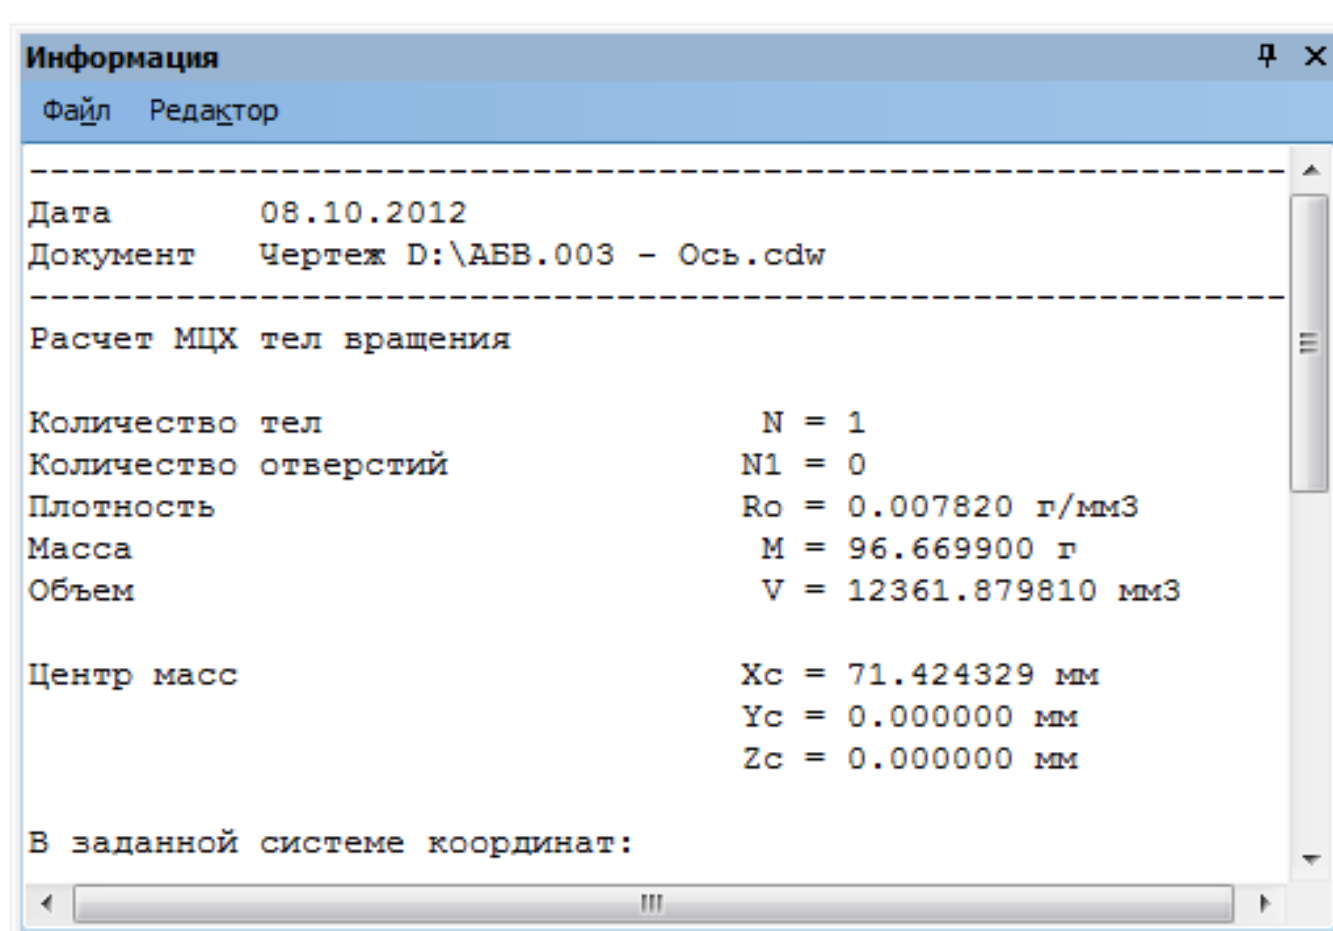 Информация
Файл Редактор
------------------------------------------------------------
Дата 08.10.2012
Документ Чертеж D:\АБВ.003 - Ось.cdw
------------------------------------------------------------
Расчет МЦХ тел вращения
Количество тел N = 1
Количество отверстий N1 = 0
Плотность Ro = 0.007820 г/мм3
Масса M = 96.669900 г
Объем V = 12361.879810 мм3
Центр масс Xc = 71.424329 мм
Yc = 0.000000 мм
Zc = 0.000000 мм
В заданной системе координат: